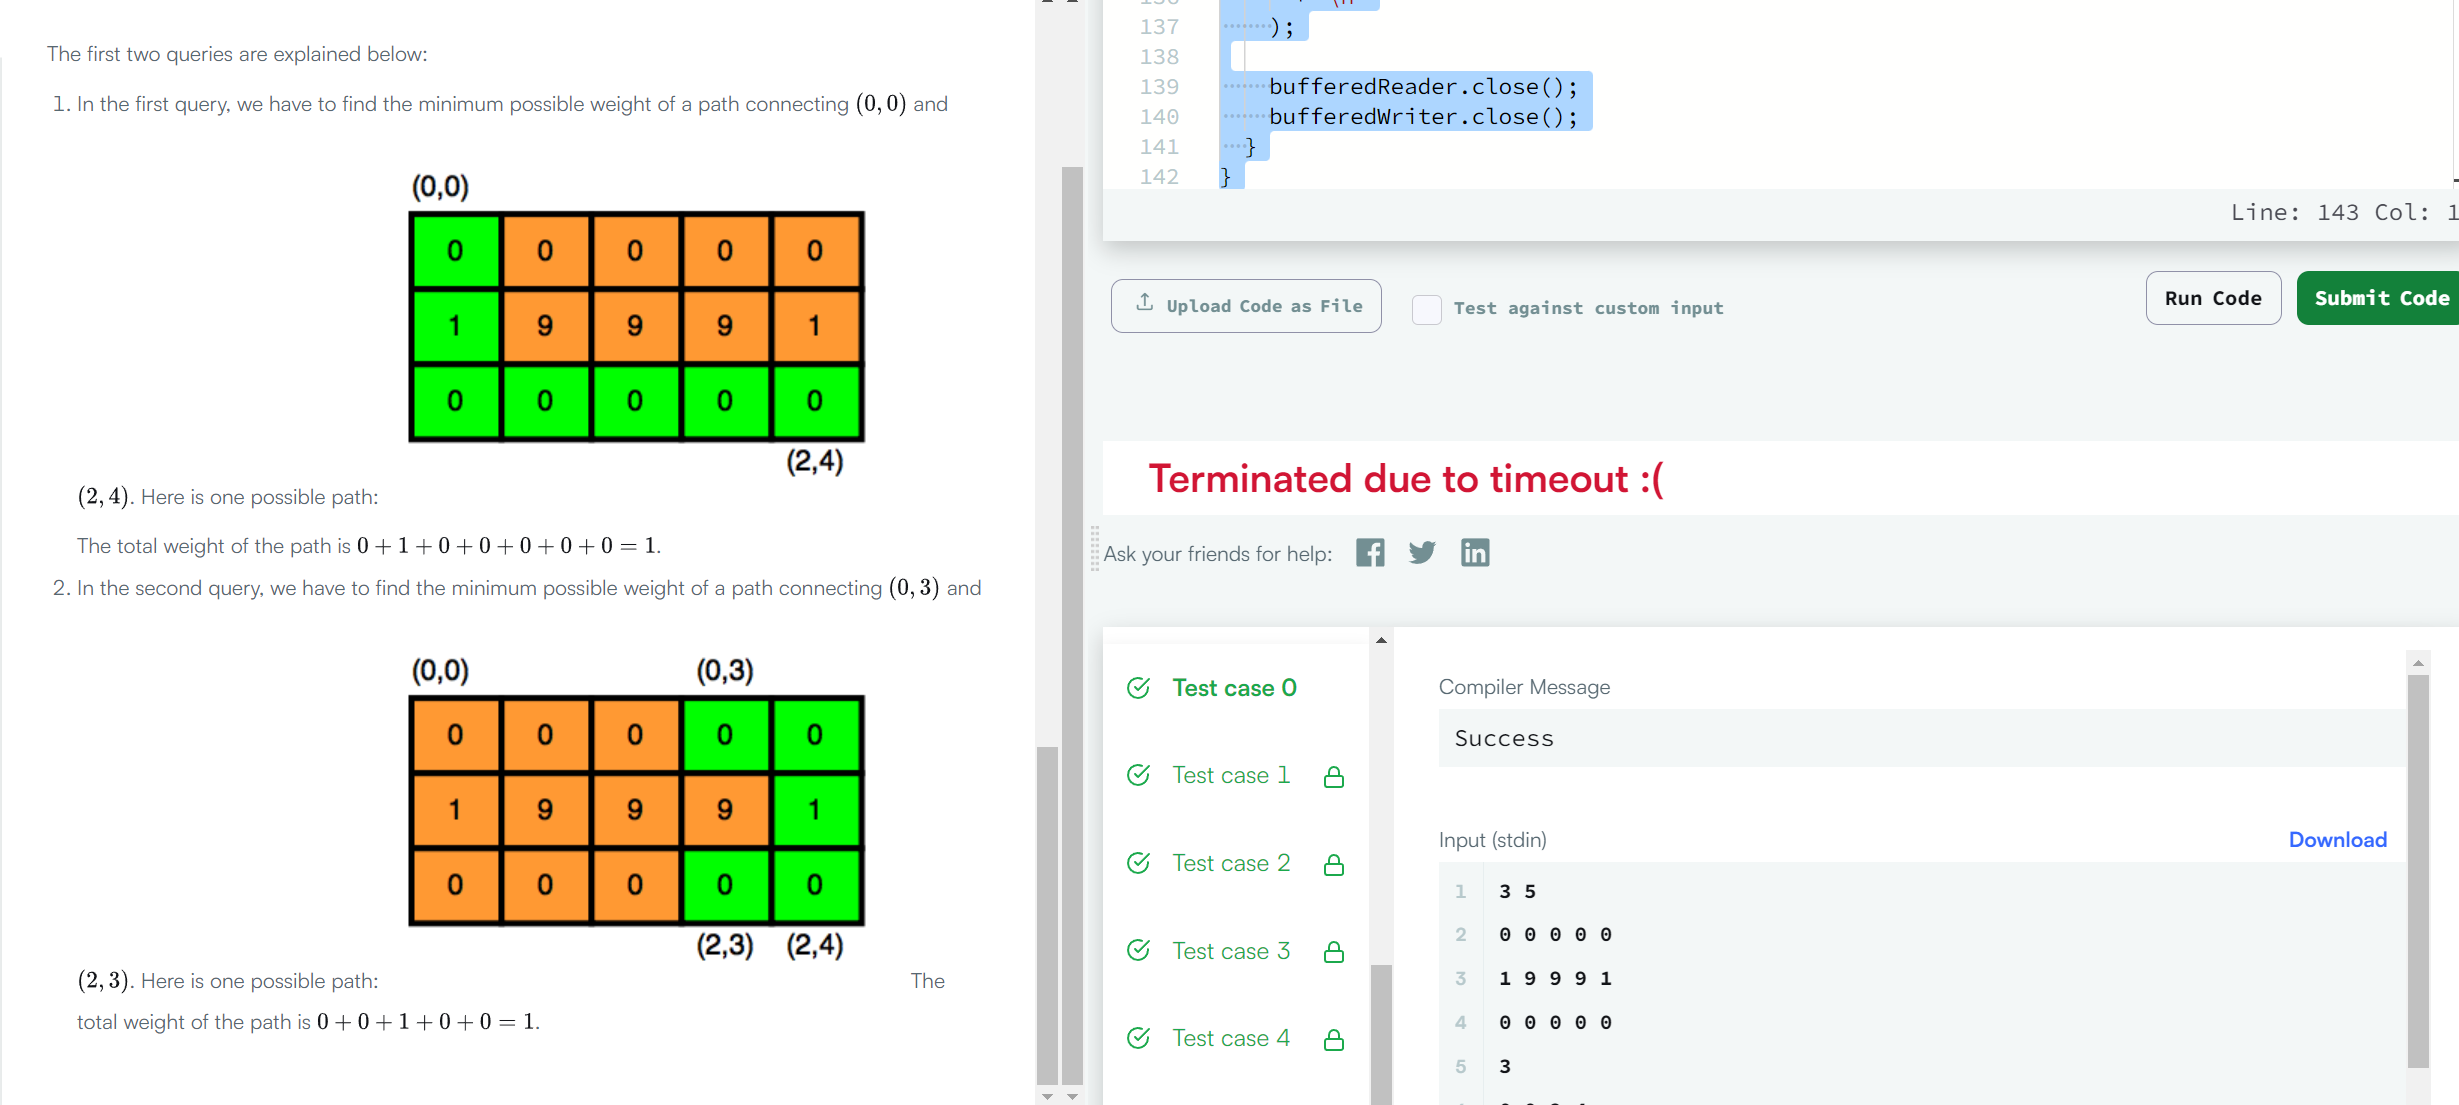 The first two queries are explained below:
1. In the first query, we have to find the minimum possible weight of a path connecting (0, 0) and
(0,0)
0 0 0 0 0
1 9 9 9 1
0 0 0 0 0
(2,4)
(2, 4). Here is one possible path:
The total weight of the path is 0 + 1 + 0 + 0 + 0 + 0 + 0 = 1.
2. In the second query, we have to find the minimum possible weight of a path connecting (0, 3) and
(0,0) (0,3)
0 0 0 0 0
1 9 9 9 1
0 0 0 0 0
(2,3) (2,4)
(2, 3). Here is one possible path: The
total weight of the path is 0 + 0 + 1 + 0 + 0 = 1.
137 );
138
139 bufferedReader.close();
140 bufferedWriter.close();
141 }
142 }
Line: 143 Col: 1
Upload Code as File
Test against custom input
Run Code
Submit Code
Terminated due to timeout :(
Ask your friends for help:
Test case 0
Test case 1
Test case 2
Test case 3
Test case 4
Compiler Message
Success
Input (stdin)
Download
1 3 5
2 0 0 0 0 0
3 1 9 9 9 1
4 0 0 0 0 0
5 3